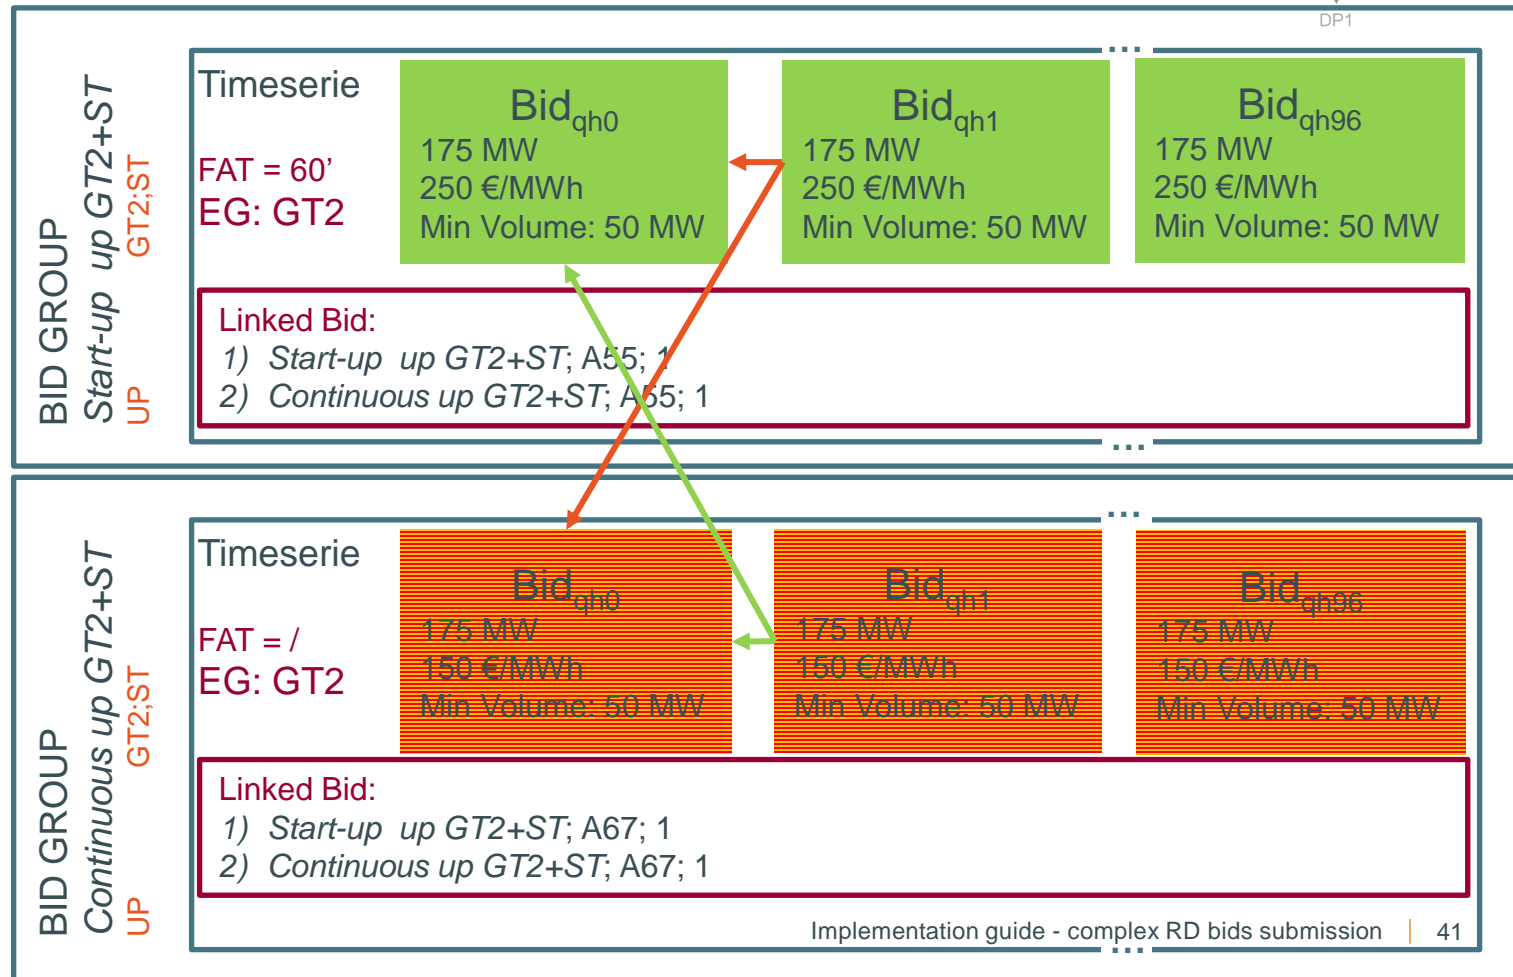 DP1
BID GROUP
Start-up up GT2+ST
UP GT2;ST
...
Timeserie
FAT = 60’
EG: GT2
Bidqh0
175 MW
250 €/MWh
Min Volume: 50 MW
Bidqh1
175 MW
250 €/MWh
Min Volume: 50 MW
Bidqh96
175 MW
250 €/MWh
Min Volume: 50 MW
Linked Bid:
1) Start-up up GT2+ST; A55; 1
2) Continuous up GT2+ST; A55; 1
...
BID GROUP
Continuous up GT2+ST
UP GT2;ST
...
Timeserie
FAT = /
EG: GT2
Bidqh0
175 MW
150 €/MWh
Min Volume: 50 MW
Bidqh1
175 MW
150 €/MWh
Min Volume: 50 MW
Bidqh96
175 MW
150 €/MWh
Min Volume: 50 MW
Linked Bid:
1) Start-up up GT2+ST; A67; 1
2) Continuous up GT2+ST; A67; 1
Implementation guide - complex RD bids submission | 41
...